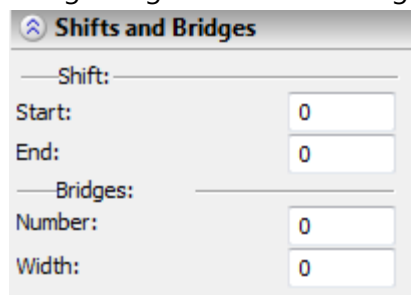 Shifts and Bridges
Shift:
Start: 0
End: 0
Bridges:
Number: 0
Width: 0